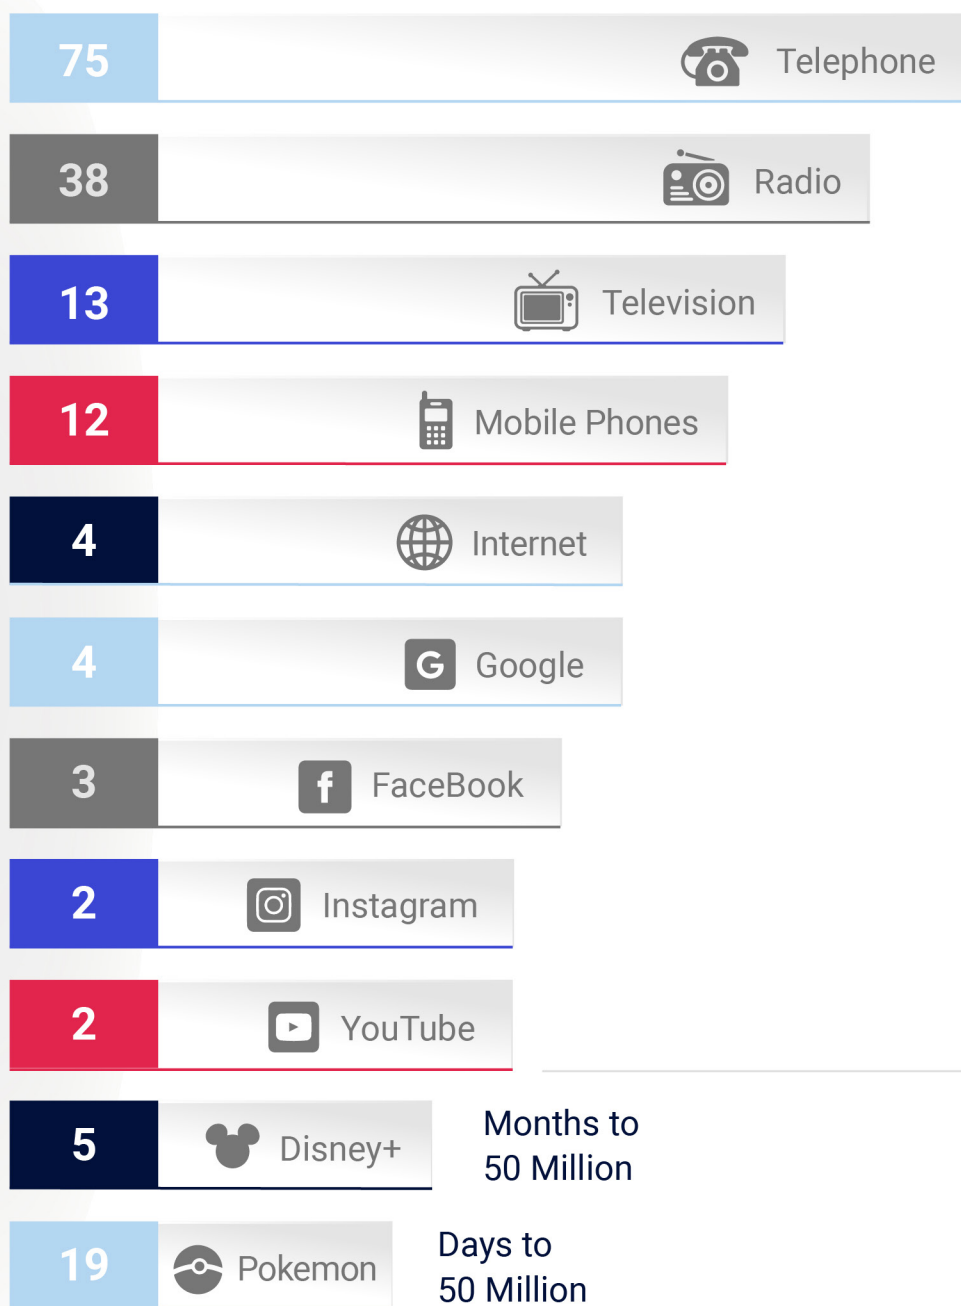 75 Telephone
38 Radio
13 Television
12 Mobile Phones
4 Internet
4 G Google
3 f FaceBook
2 Instagram
2 YouTube
5 Disney+
Months to
50 Million
19 Pokemon
Days to
50 Million